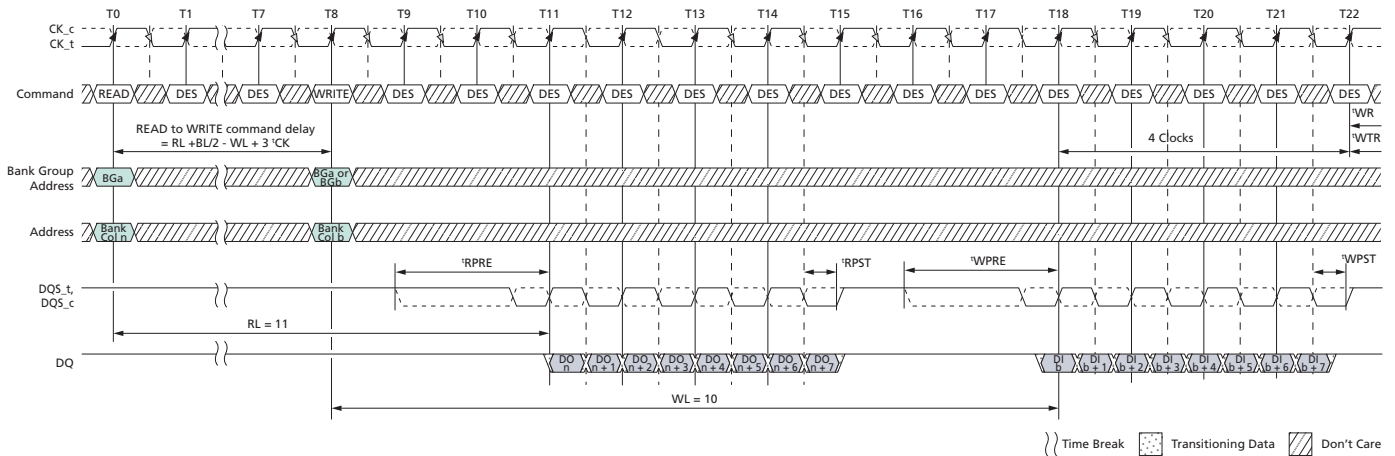 T0 T1 T7 T8 T9 T10 T11 T12 T13 T14 T15 T16 T17 T18 T19 T20 T21 T22
CK_c
CK_t
Command READ DES DES WRITE DES DES DES DES DES DES DES DES DES DES DES DES DES DES
READ to WRITE command delay
= RL +BL/2 - WL + 3 tCK
tWR
4 Clocks tWTR
Bank Group
Address
BGa
BGa or
BGb
Address
Bank
Col n
Bank
Col b
tRPRE tRPST tWPRE tWPST
DQS_t,
DQS_c
RL = 11
DQ
DO
n
DO
n + 1
DO
n + 2
DO
n + 3
DO
n + 4
DO
n + 5
DO
n + 6
DO
n + 7
DI
b
DI
b + 1
DI
b + 2
DI
b + 3
DI
b + 4
DI
b + 5
DI
b + 6
DI
b + 7
WL = 10
Time Break Transitioning Data Don't Care